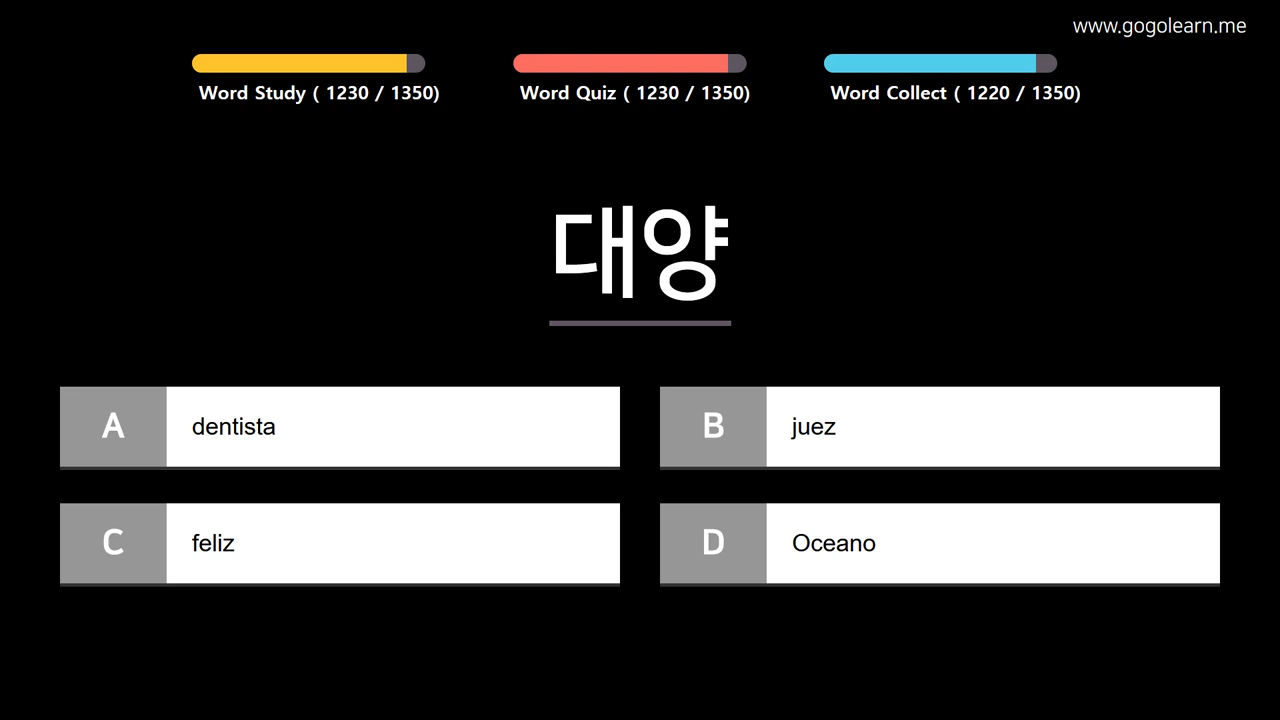 www.gogolearn.me
Word Study ( 1230 / 1350)
Word Quiz ( 1230 / 1350)
Word Collect ( 1220 / 1350)
대양
A dentista
B juez
C feliz
D Oceano